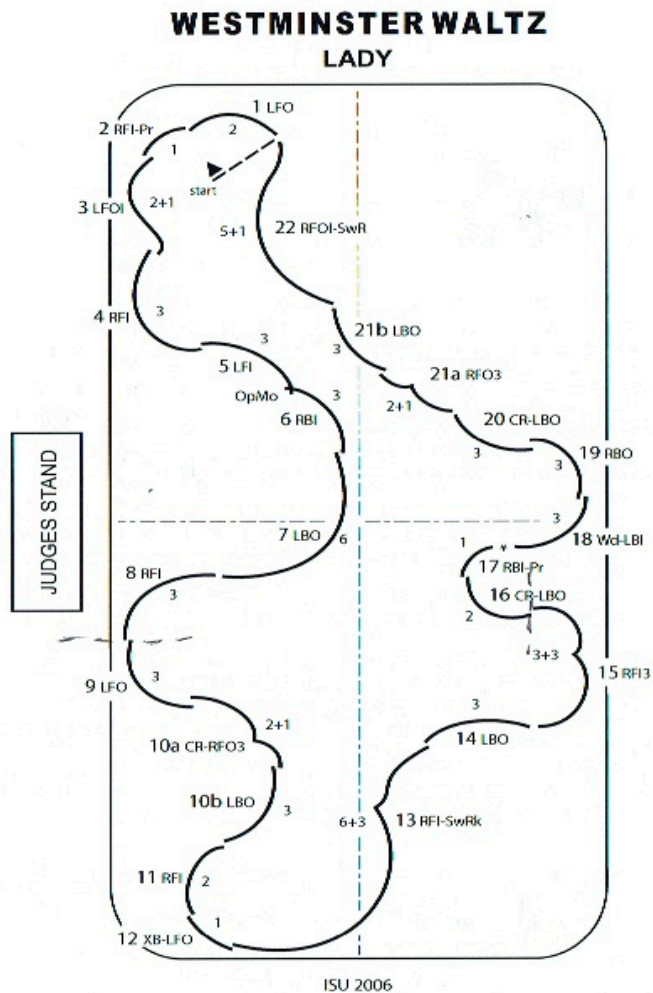 WESTMINSTER WALTZ
LADY
1 LFO
2 RFI-Pr
2
1
start
3 LFOI
2+1
5+1
22 RFOI-SwR
4 RFI
3
3
21b LBO
3
5 LFI
21a RFO3
OpMo
3
2+1
6 RBI
20 CR-LBO
3
19 RBO
3
JUDGES STAND
7 LBO
6
3
18 Wd-LBI
1
17 RBI-Pr
8 RFI
3
16 CR-LBO
2
3+3
15 RFI3
9 LFO
3
3
14 LBO
2+1
10a CR-RFO3
10b LBO
3
6+3
13 RFI-SwRk
11 RFI
2
1
12 XB-LFO
ISU 2006